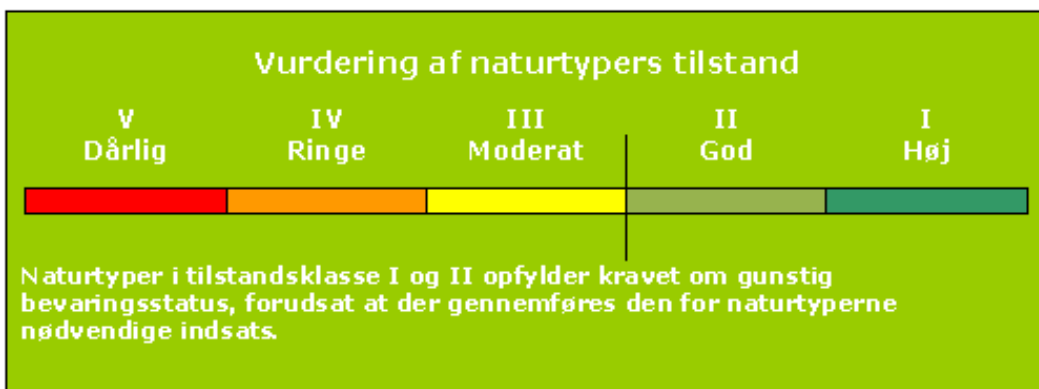 Vurdering af naturtypers tilstand
V IV III II I
Dårlig Ringe Moderat God Høj
Naturtyper i tilstandsklasse I og II opfylder kravet om gunstig
bevaringsstatus, forudsat at der gennemføres den for naturtyperne
nødvendige indsats.